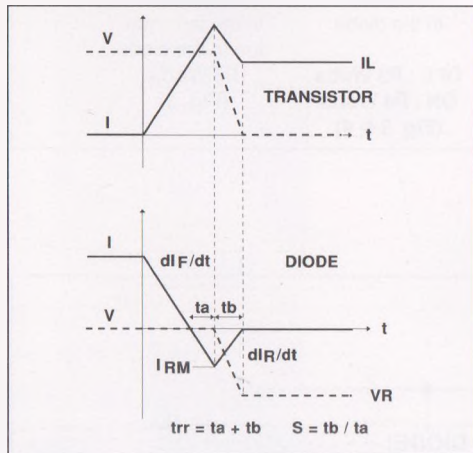 V
IL
TRANSISTOR
I
t
I
dIF/dt
DIODE
ta
tb
V
t
IRM
dIR/dt
VR
trr = ta + tb S = tb / ta